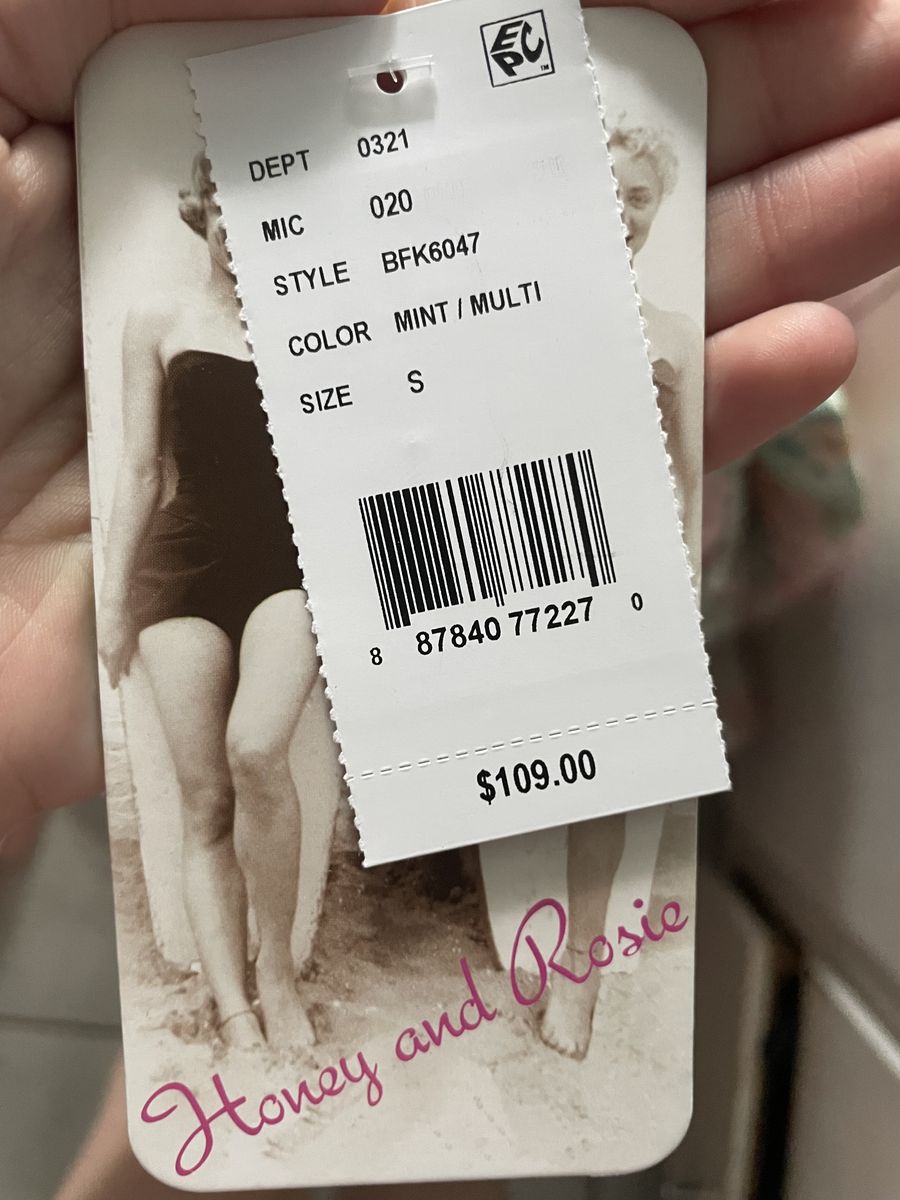 EPC™
DEPT 0321
MIC 020
STYLE BFK6047
COLOR MINT / MULTI
SIZE S
8 87840 77227 0
$109.00
Honey and Rosie